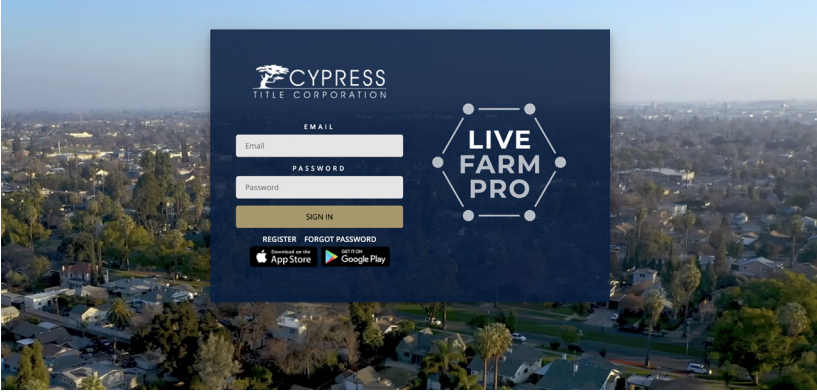 CYPRESS
TITLE CORPORATION
EMAIL
Email
PASSWORD
Password
SIGN IN
REGISTER FORGOT PASSWORD
Download on the
App Store
GET IT ON
Google Play
LIVE
FARM
PRO